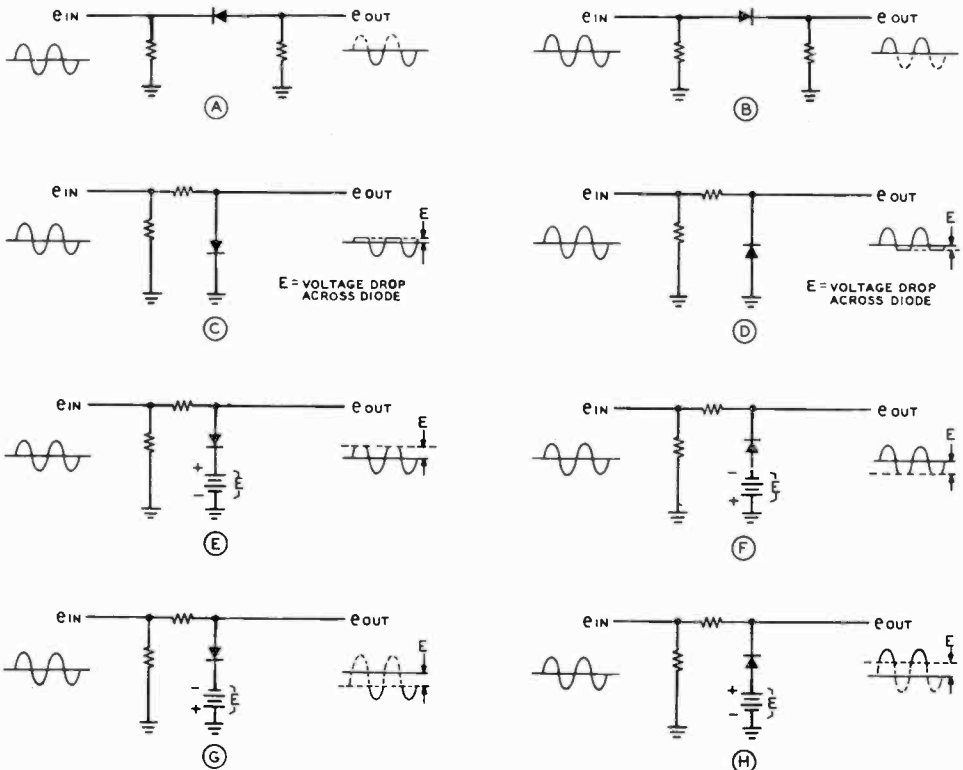 eIN eOUT
eIN eOUT
A
B
eIN eOUT
E
E = VOLTAGE DROP
ACROSS DIODE
C
eIN eOUT
E
E = VOLTAGE DROP
ACROSS DIODE
D
eIN eOUT
E
+
E
-
E
eIN eOUT
E
-
E
+
F
eIN eOUT
E
-
E
+
G
eIN eOUT
E
+
E
-
H